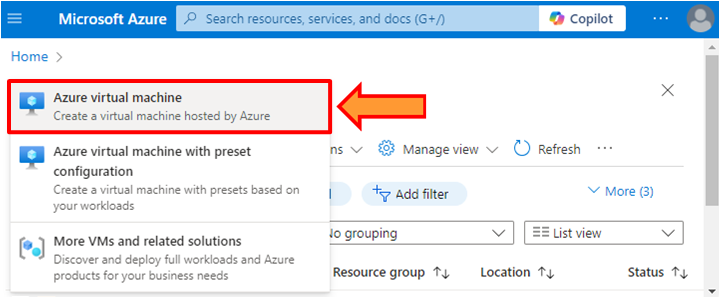 Microsoft Azure
Search resources, services, and docs (G+/)
Copilot
Home
Azure virtual machine
Create a virtual machine hosted by Azure
Azure virtual machine with preset
configuration
Create a virtual machine with presets based on
your workloads
More VMs and related solutions
Discover and deploy full workloads and Azure
products for your business needs
Manage view
Refresh
Add filter
More (3)
grouping
List view
Resource group
Location
Status